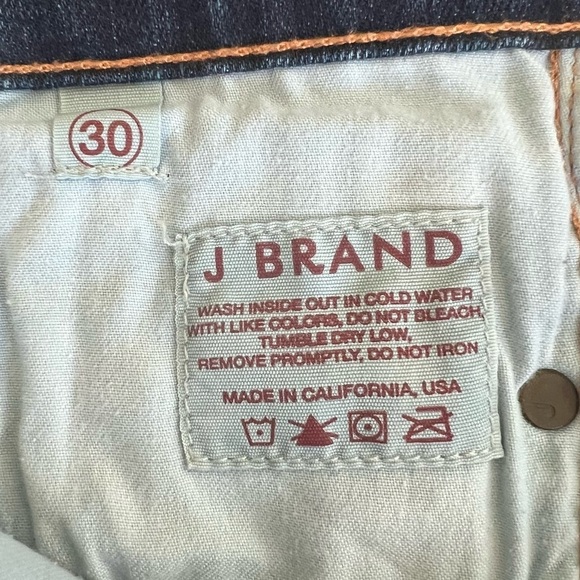 30
J BRAND
WASH INSIDE OUT IN COLD WATER
WITH LIKE COLORS, DO NOT BLEACH,
TUMBLE DRY LOW,
REMOVE PROMPTLY, DO NOT IRON
MADE IN CALIFORNIA, USA